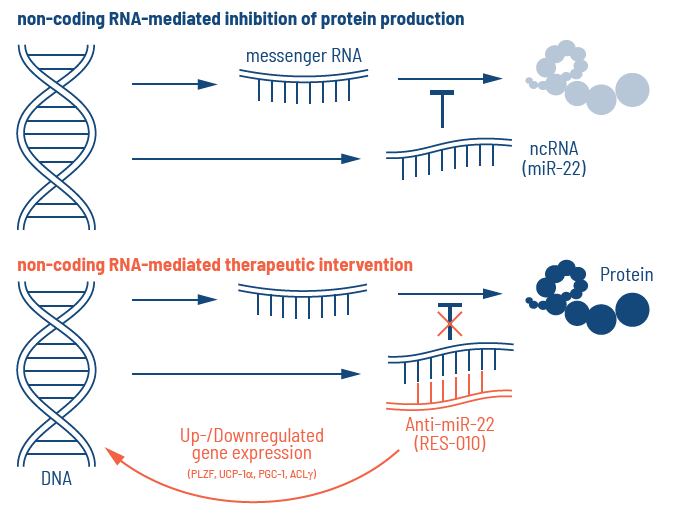 non-coding RNA-mediated inhibition of protein production
messenger RNA
ncRNA
(miR-22)
non-coding RNA-mediated therapeutic intervention
Protein
Anti-miR-22
(RES-010)
Up-/Downregulated
gene expression
(PLZF, UCP-1α, PGC-1, ACLγ)
DNA